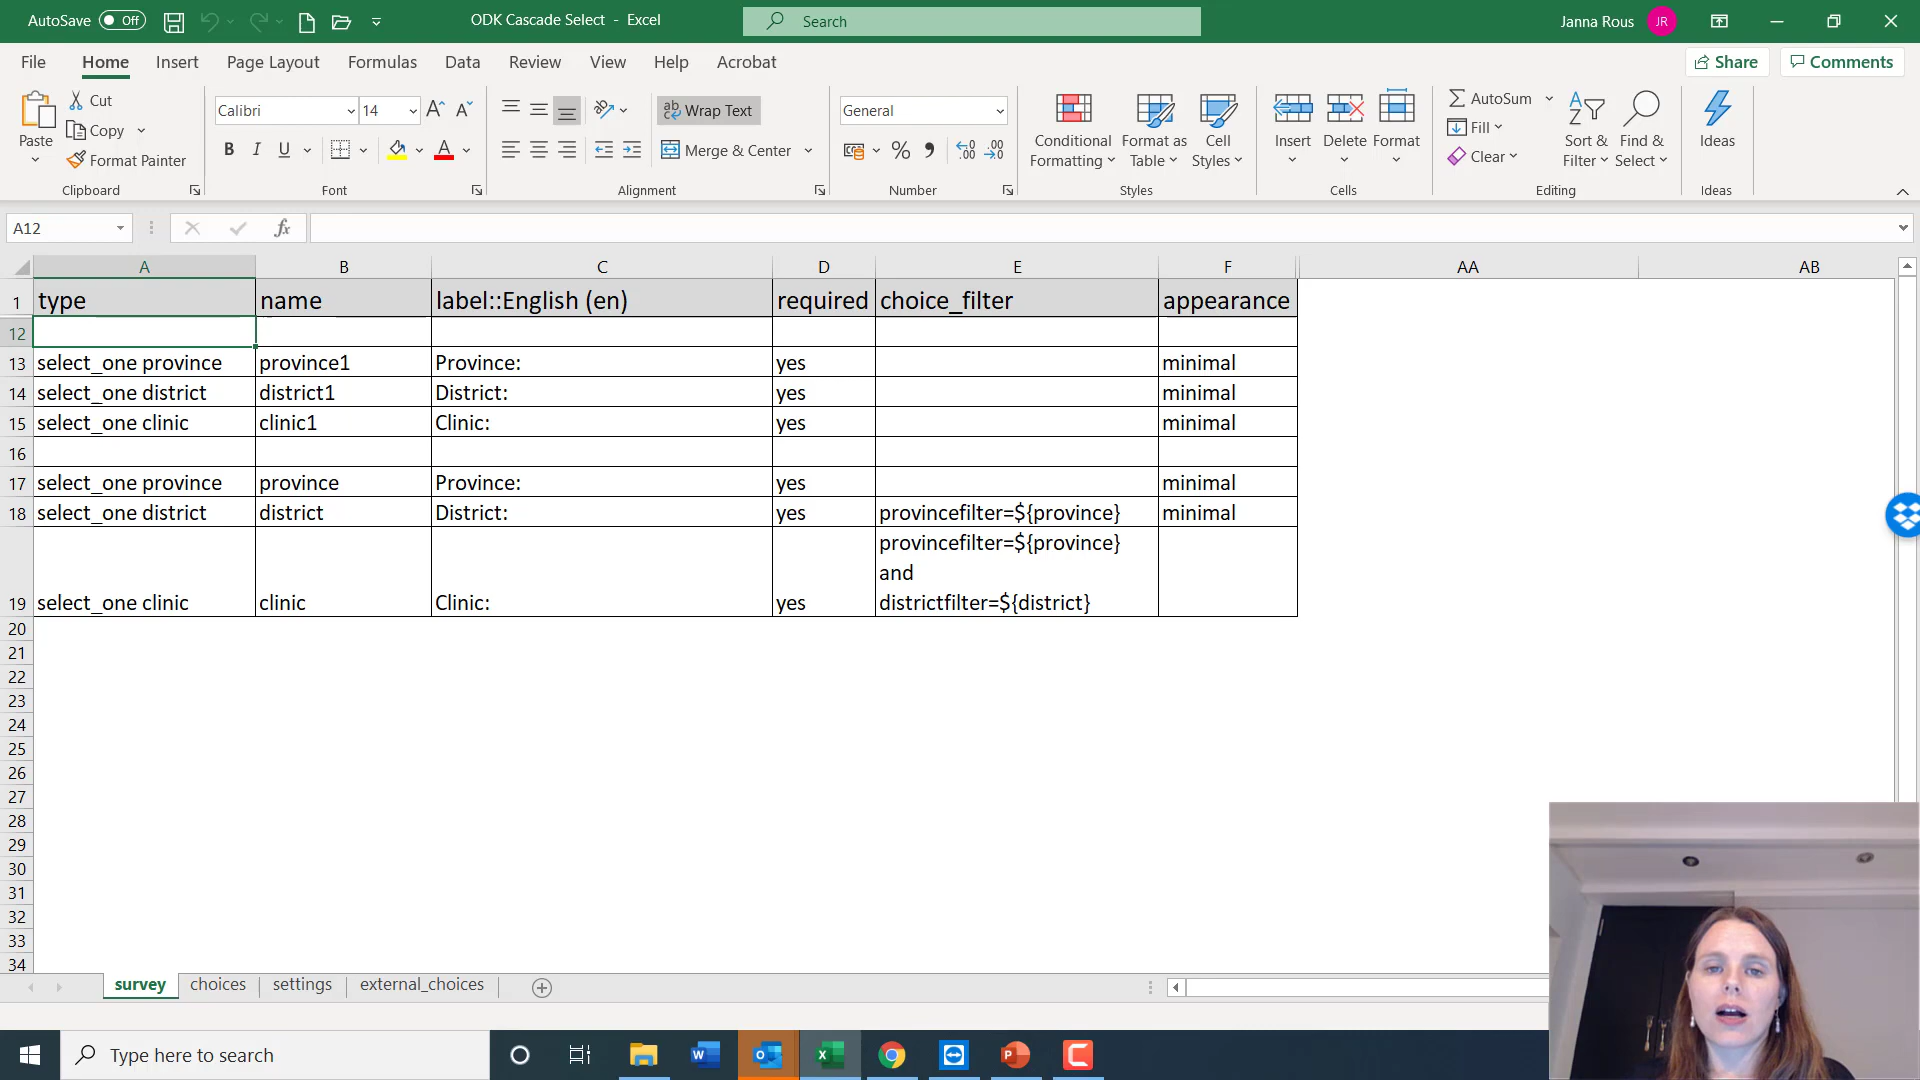 AutoSave Off
ODK Cascade Select - Excel
Search
Janna Rous JR
File Home Insert Page Layout Formulas Data Review View Help Acrobat
Share Comments
Paste
Cut
Copy
Format Painter
Clipboard
Calibri 14
B I U A
Font
Wrap Text
Merge & Center
Alignment
General
%
Number
Conditional Formatting
Format as Table
Cell Styles
Styles
Insert Delete Format
Cells
AutoSum
Fill
Clear
Sort & Filter
Find & Select
Editing
Ideas
Ideas
A12 fx
A B C D E F AA AB
1 type name label::English (en) required choice_filter appearance
12
13 select_one province province1 Province: yes minimal
14 select_one district district1 District: yes minimal
15 select_one clinic clinic1 Clinic: yes minimal
16
17 select_one province province Province: yes minimal
18 select_one district district District: yes provincefilter=${province} minimal
provincefilter=${province}
and
19 select_one clinic clinic Clinic: yes districtfilter=${district}
20
21
22
23
24
25
26
27
28
29
30
31
32
33
34
survey choices settings external_choices
Type here to search